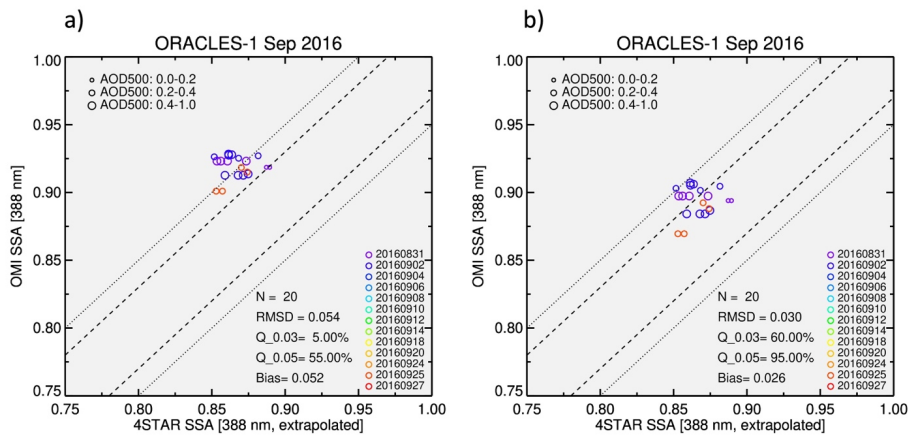 a)
ORACLES-1 Sep 2016
1.00
0.95
0.90
0.85
0.80
0.75
OMI SSA [388 nm]
AOD500: 0.0-0.2
AOD500: 0.2-0.4
AOD500: 0.4-1.0
N = 20
RMSD = 0.054
Q_0.03= 5.00%
Q_0.05= 55.00%
Bias= 0.052
20160831
20160902
20160904
20160906
20160908
20160910
20160912
20160914
20160918
20160920
20160924
20160925
20160927
0.75 0.80 0.85 0.90 0.95 1.00
4STAR SSA [388 nm, extrapolated]
b)
ORACLES-1 Sep 2016
1.00
0.95
0.90
0.85
0.80
0.75
OMI SSA [388 nm]
AOD500: 0.0-0.2
AOD500: 0.2-0.4
AOD500: 0.4-1.0
N = 20
RMSD = 0.030
Q_0.03= 60.00%
Q_0.05= 95.00%
Bias= 0.026
20160831
20160902
20160904
20160906
20160908
20160910
20160912
20160914
20160918
20160920
20160924
20160925
20160927
0.75 0.80 0.85 0.90 0.95 1.00
4STAR SSA [388 nm, extrapolated]